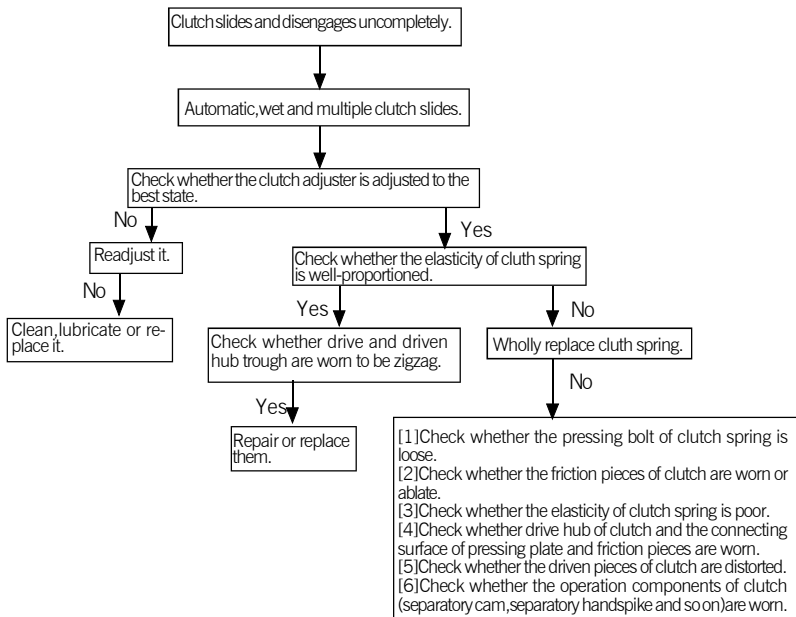 Clutch slides and disengages uncompletely.
Automatic,wet and multiple clutch slides.
Check whether the clutch adjuster is adjusted to the
best state.
No
Yes
Readjust it.
Check whether the elasticity of cluth spring
is well-proportioned.
No
Yes
No
Clean,lubricate or re-
place it.
Check whether drive and driven
hub trough are worn to be zigzag.
Wholly replace cluth spring.
Yes
No
Repair or replace
them.
[1]Check whether the pressing bolt of clutch spring is
loose.
[2]Check whether the friction pieces of clutch are worn or
ablate.
[3]Check whether the elasticity of clutch spring is poor.
[4]Check whether drive hub of clutch and the connecting
surface of pressing plate and friction pieces are worn.
[5]Check whether the driven pieces of clutch are distorted.
[6]Check whether the operation components of clutch
(separatory cam,separatory handspike and so on)are worn.